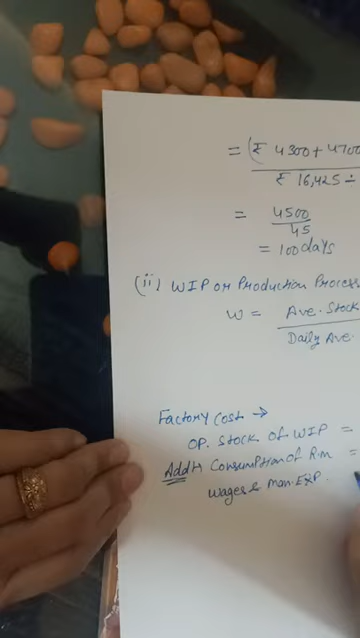 = (₹ 4300 + 4700
₹ 16,425 ÷
= 4500
45
= 100 days
(ii) WIP or Production Process
W = Ave. Stock
Daily Ave.
Factory Cost →
OP. Stock of WIP =
Add: Consumption of R.m =
Wages & Man. Exp.